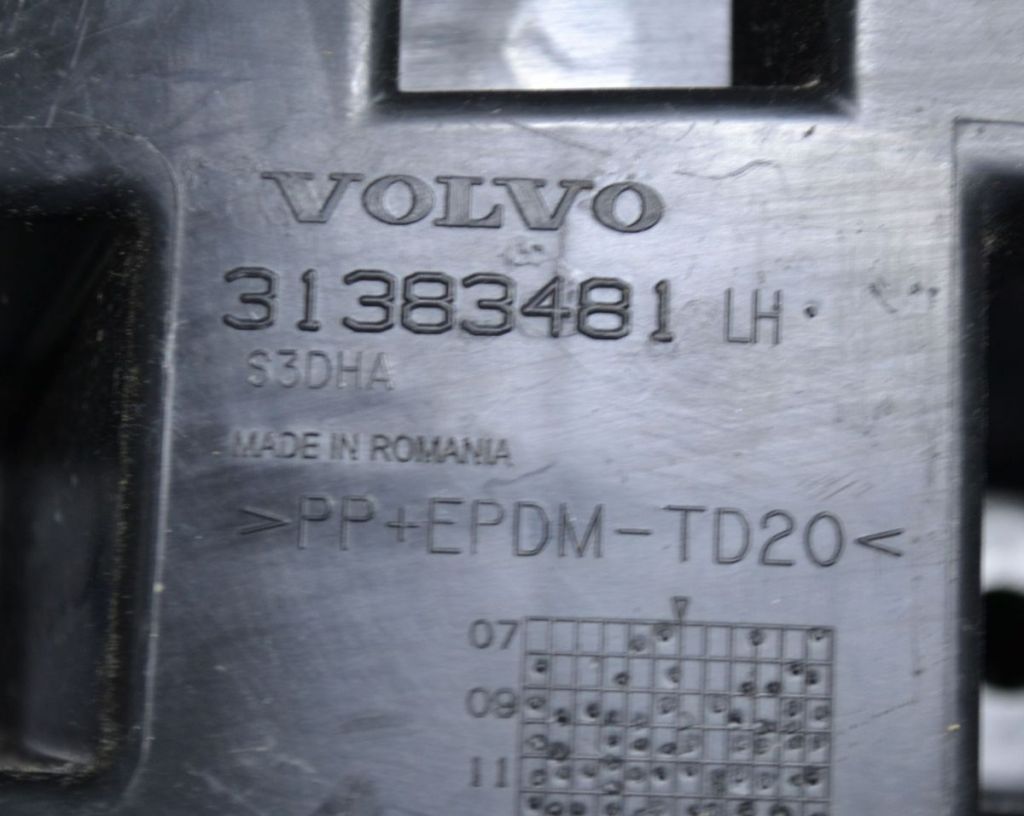 VOLVO
31383481 LH
S3DHA
MADE IN ROMANIA
>PP+EPDM-TD20<
07
09
11